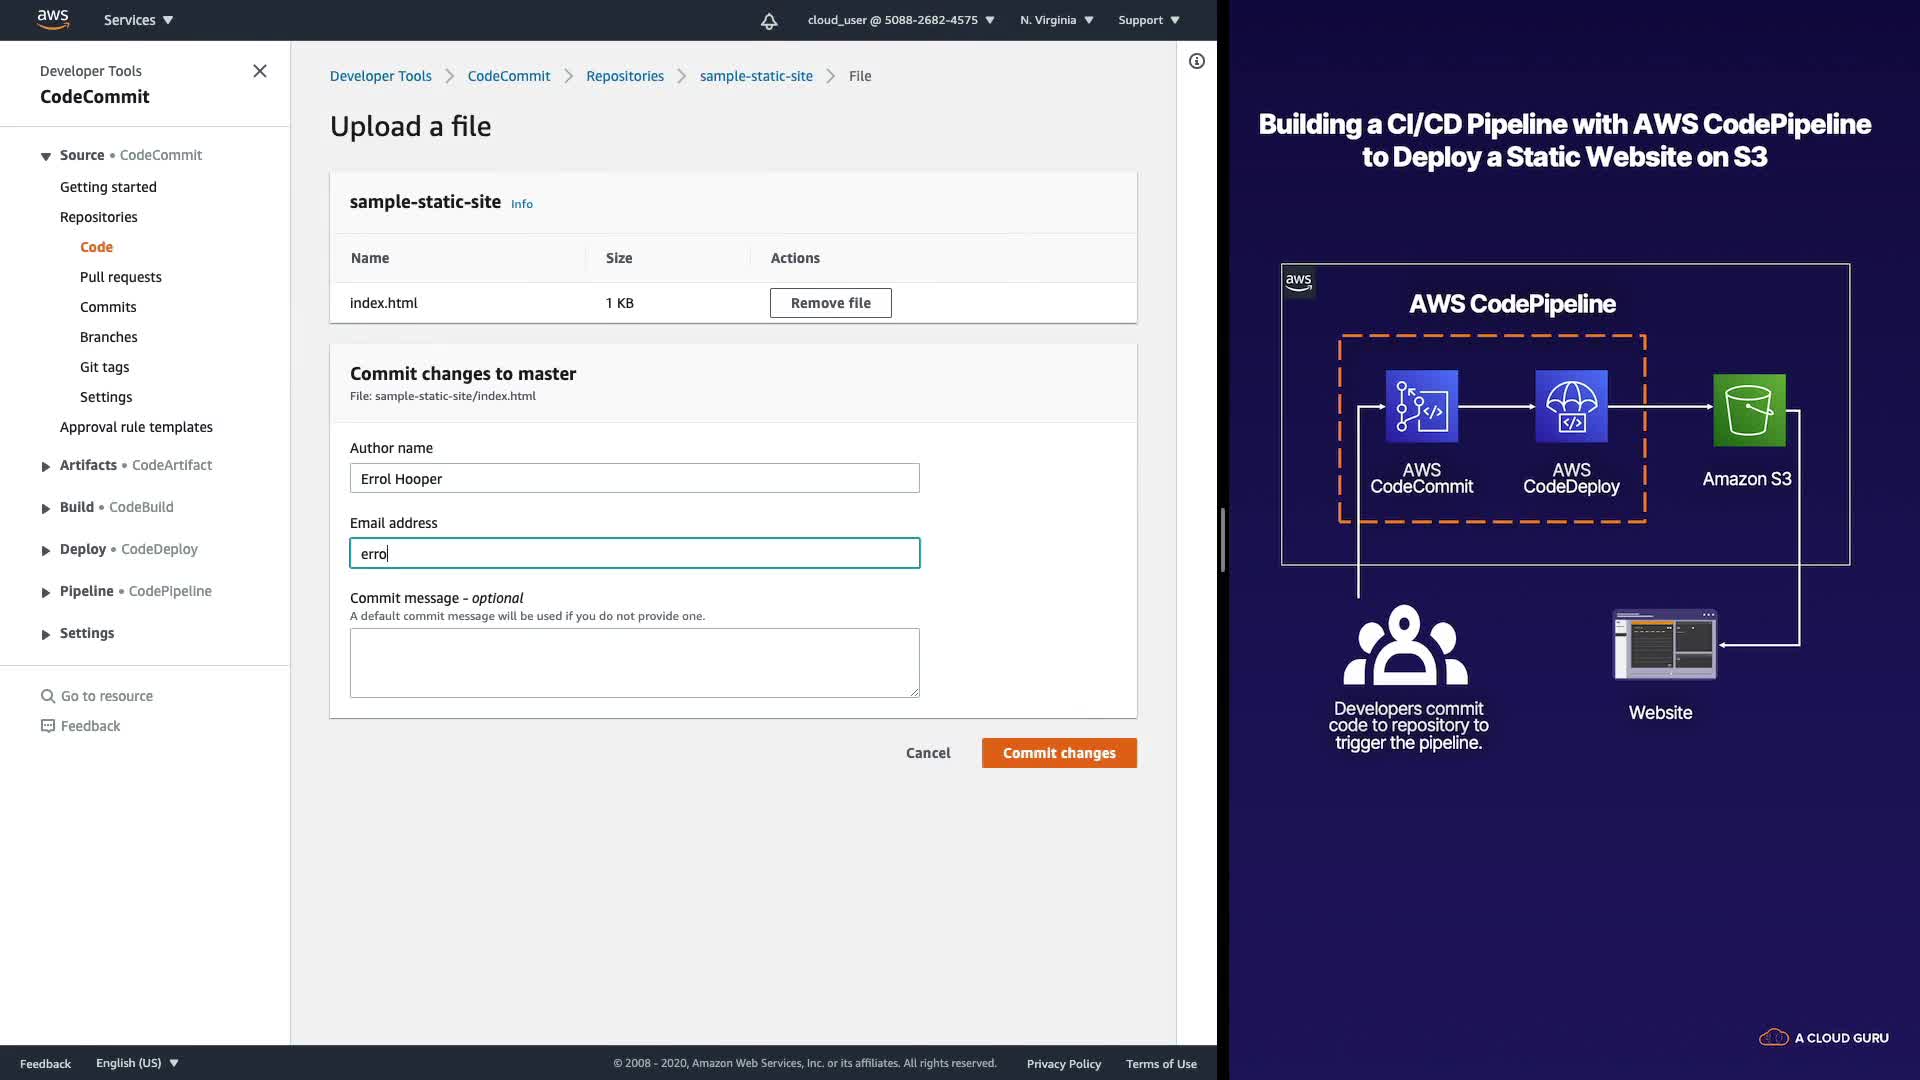 aws
Services
cloud_user @ 5088-2682-4575
N. Virginia
Support
Developer Tools
CodeCommit
Source • CodeCommit
Getting started
Repositories
Code
Pull requests
Commits
Branches
Git tags
Settings
Approval rule templates
Artifacts • CodeArtifact
Build • CodeBuild
Deploy • CodeDeploy
Pipeline • CodePipeline
Settings
Go to resource
Feedback
Developer Tools
CodeCommit
Repositories
sample-static-site
File
Upload a file
sample-static-site Info
Name Size Actions
index.html 1 KB Remove file
Commit changes to master
File: sample-static-site/index.html
Author name
Errol Hooper
Email address
erro
Commit message - optional
A default commit message will be used if you do not provide one.
Cancel
Commit changes
Feedback
English (US)
© 2008 - 2020, Amazon Web Services, Inc. or its affiliates. All rights reserved.
Privacy Policy
Terms of Use
Building a CI/CD Pipeline with AWS CodePipeline
to Deploy a Static Website on S3
aws
AWS CodePipeline
AWS
CodeCommit
AWS
CodeDeploy
Amazon S3
Developers commit
code to repository to
trigger the pipeline.
Website
A CLOUD GURU